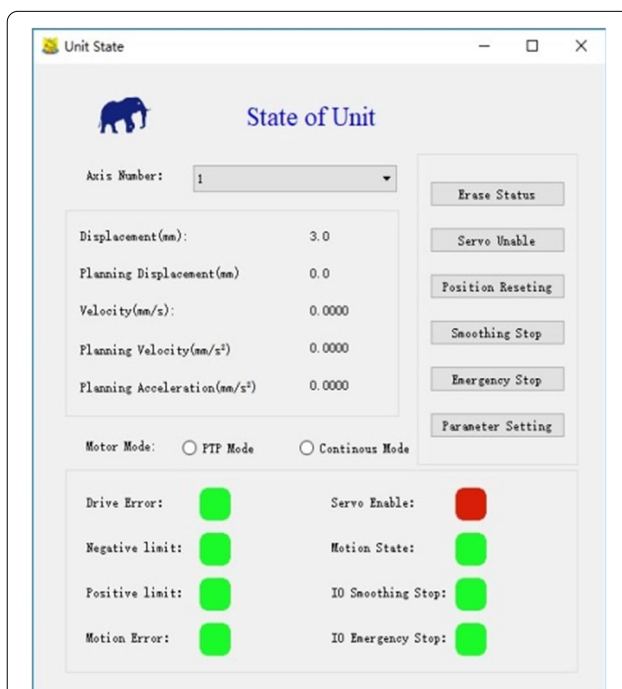 Unit State
State of Unit
Axis Number:
1
Displacement(mm):
3.0
Planning Displacement(mm)
0.0
Velocity(mm/s):
0.0000
Planning Velocity(mm/s²)
0.0000
Planning Acceleration(mm/s²)
0.0000
Erase Status
Servo Unable
Position Reseting
Smoothing Stop
Emergency Stop
Parameter Setting
Motor Mode:
PTP Mode
Continous Mode
Drive Error:
Servo Enable:
Negative limit:
Motion State:
Positive limit:
IO Smoothing Stop:
Motion Error:
IO Emergency Stop: